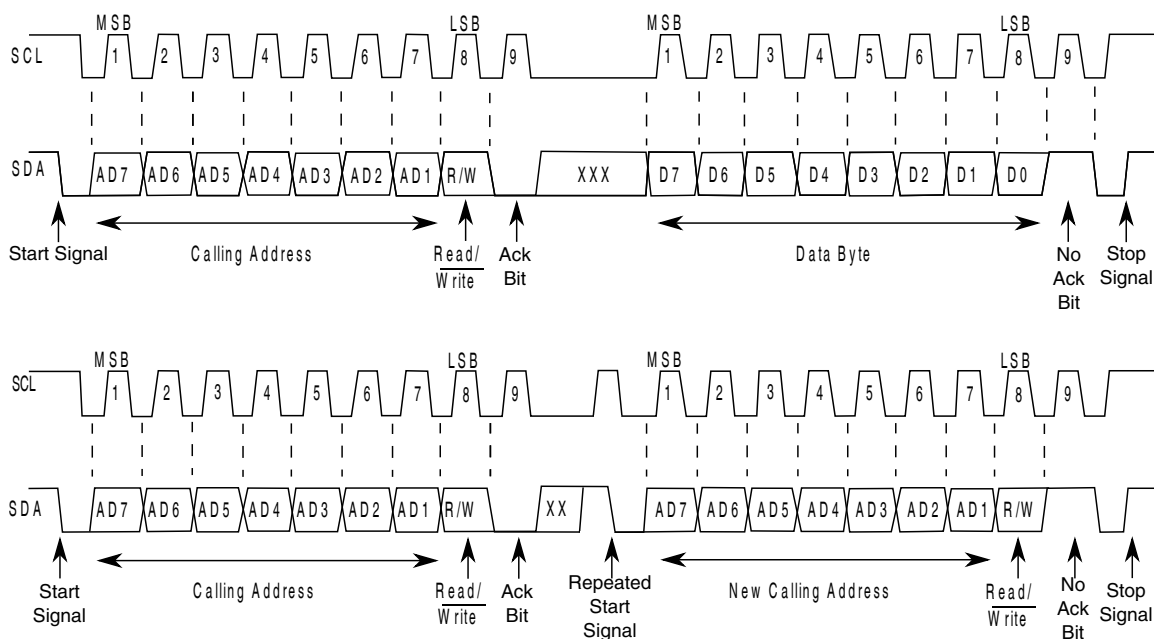 MSB LSB MSB LSB
SCL 1 2 3 4 5 6 7 8 9 1 2 3 4 5 6 7 8 9
SDA AD7 AD6 AD5 AD4 AD3 AD2 AD1 R/W XXX D7 D6 D5 D4 D3 D2 D1 D0
Start Signal Calling Address Read/ Ack Data Byte No Stop
Write Bit Ack Signal
Bit
MSB LSB MSB LSB
SCL 1 2 3 4 5 6 7 8 9 1 2 3 4 5 6 7 8 9
SDA AD7 AD6 AD5 AD4 AD3 AD2 AD1 R/W XX AD7 AD6 AD5 AD4 AD3 AD2 AD1 R/W
Start Calling Address Read/ Ack Repeated New Calling Address Read/ No Stop
Signal Write Bit Start Write Ack Signal
Signal Bit